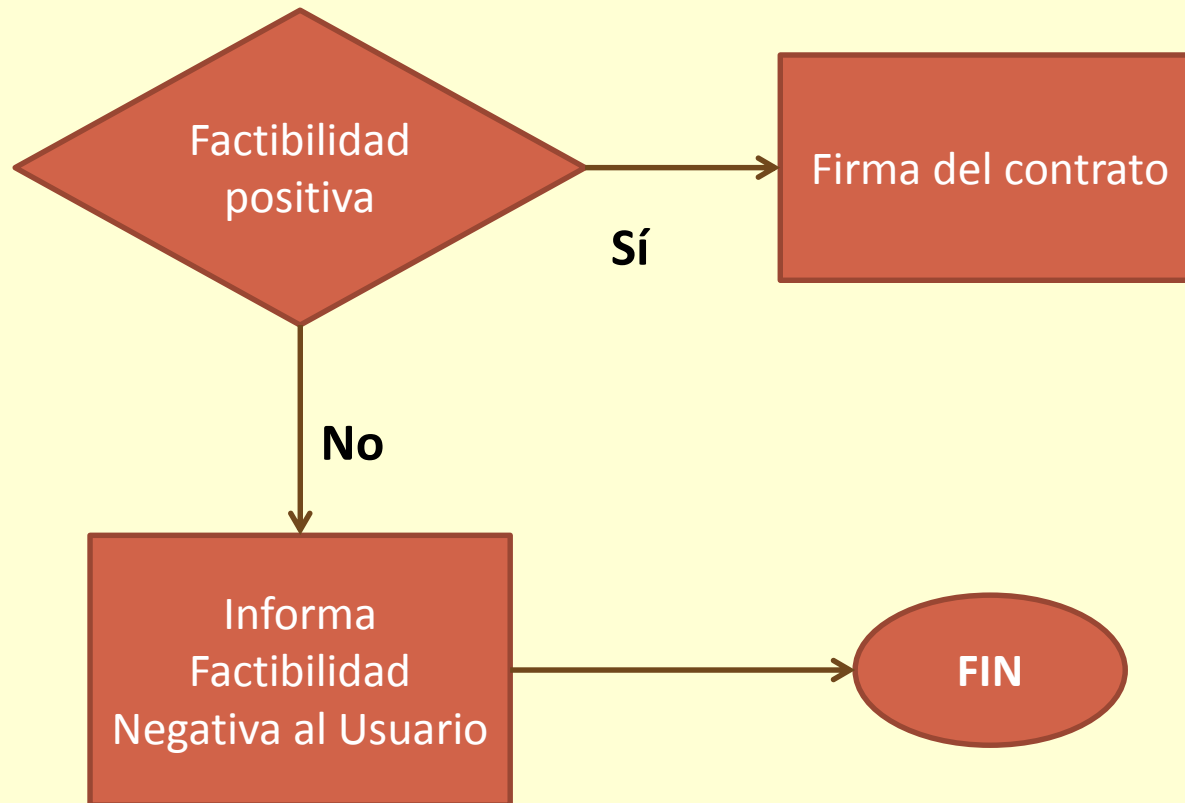 Factibilidad
positiva
Sí
Firma del contrato
No
Informa
Factibilidad
Negativa al Usuario
FIN